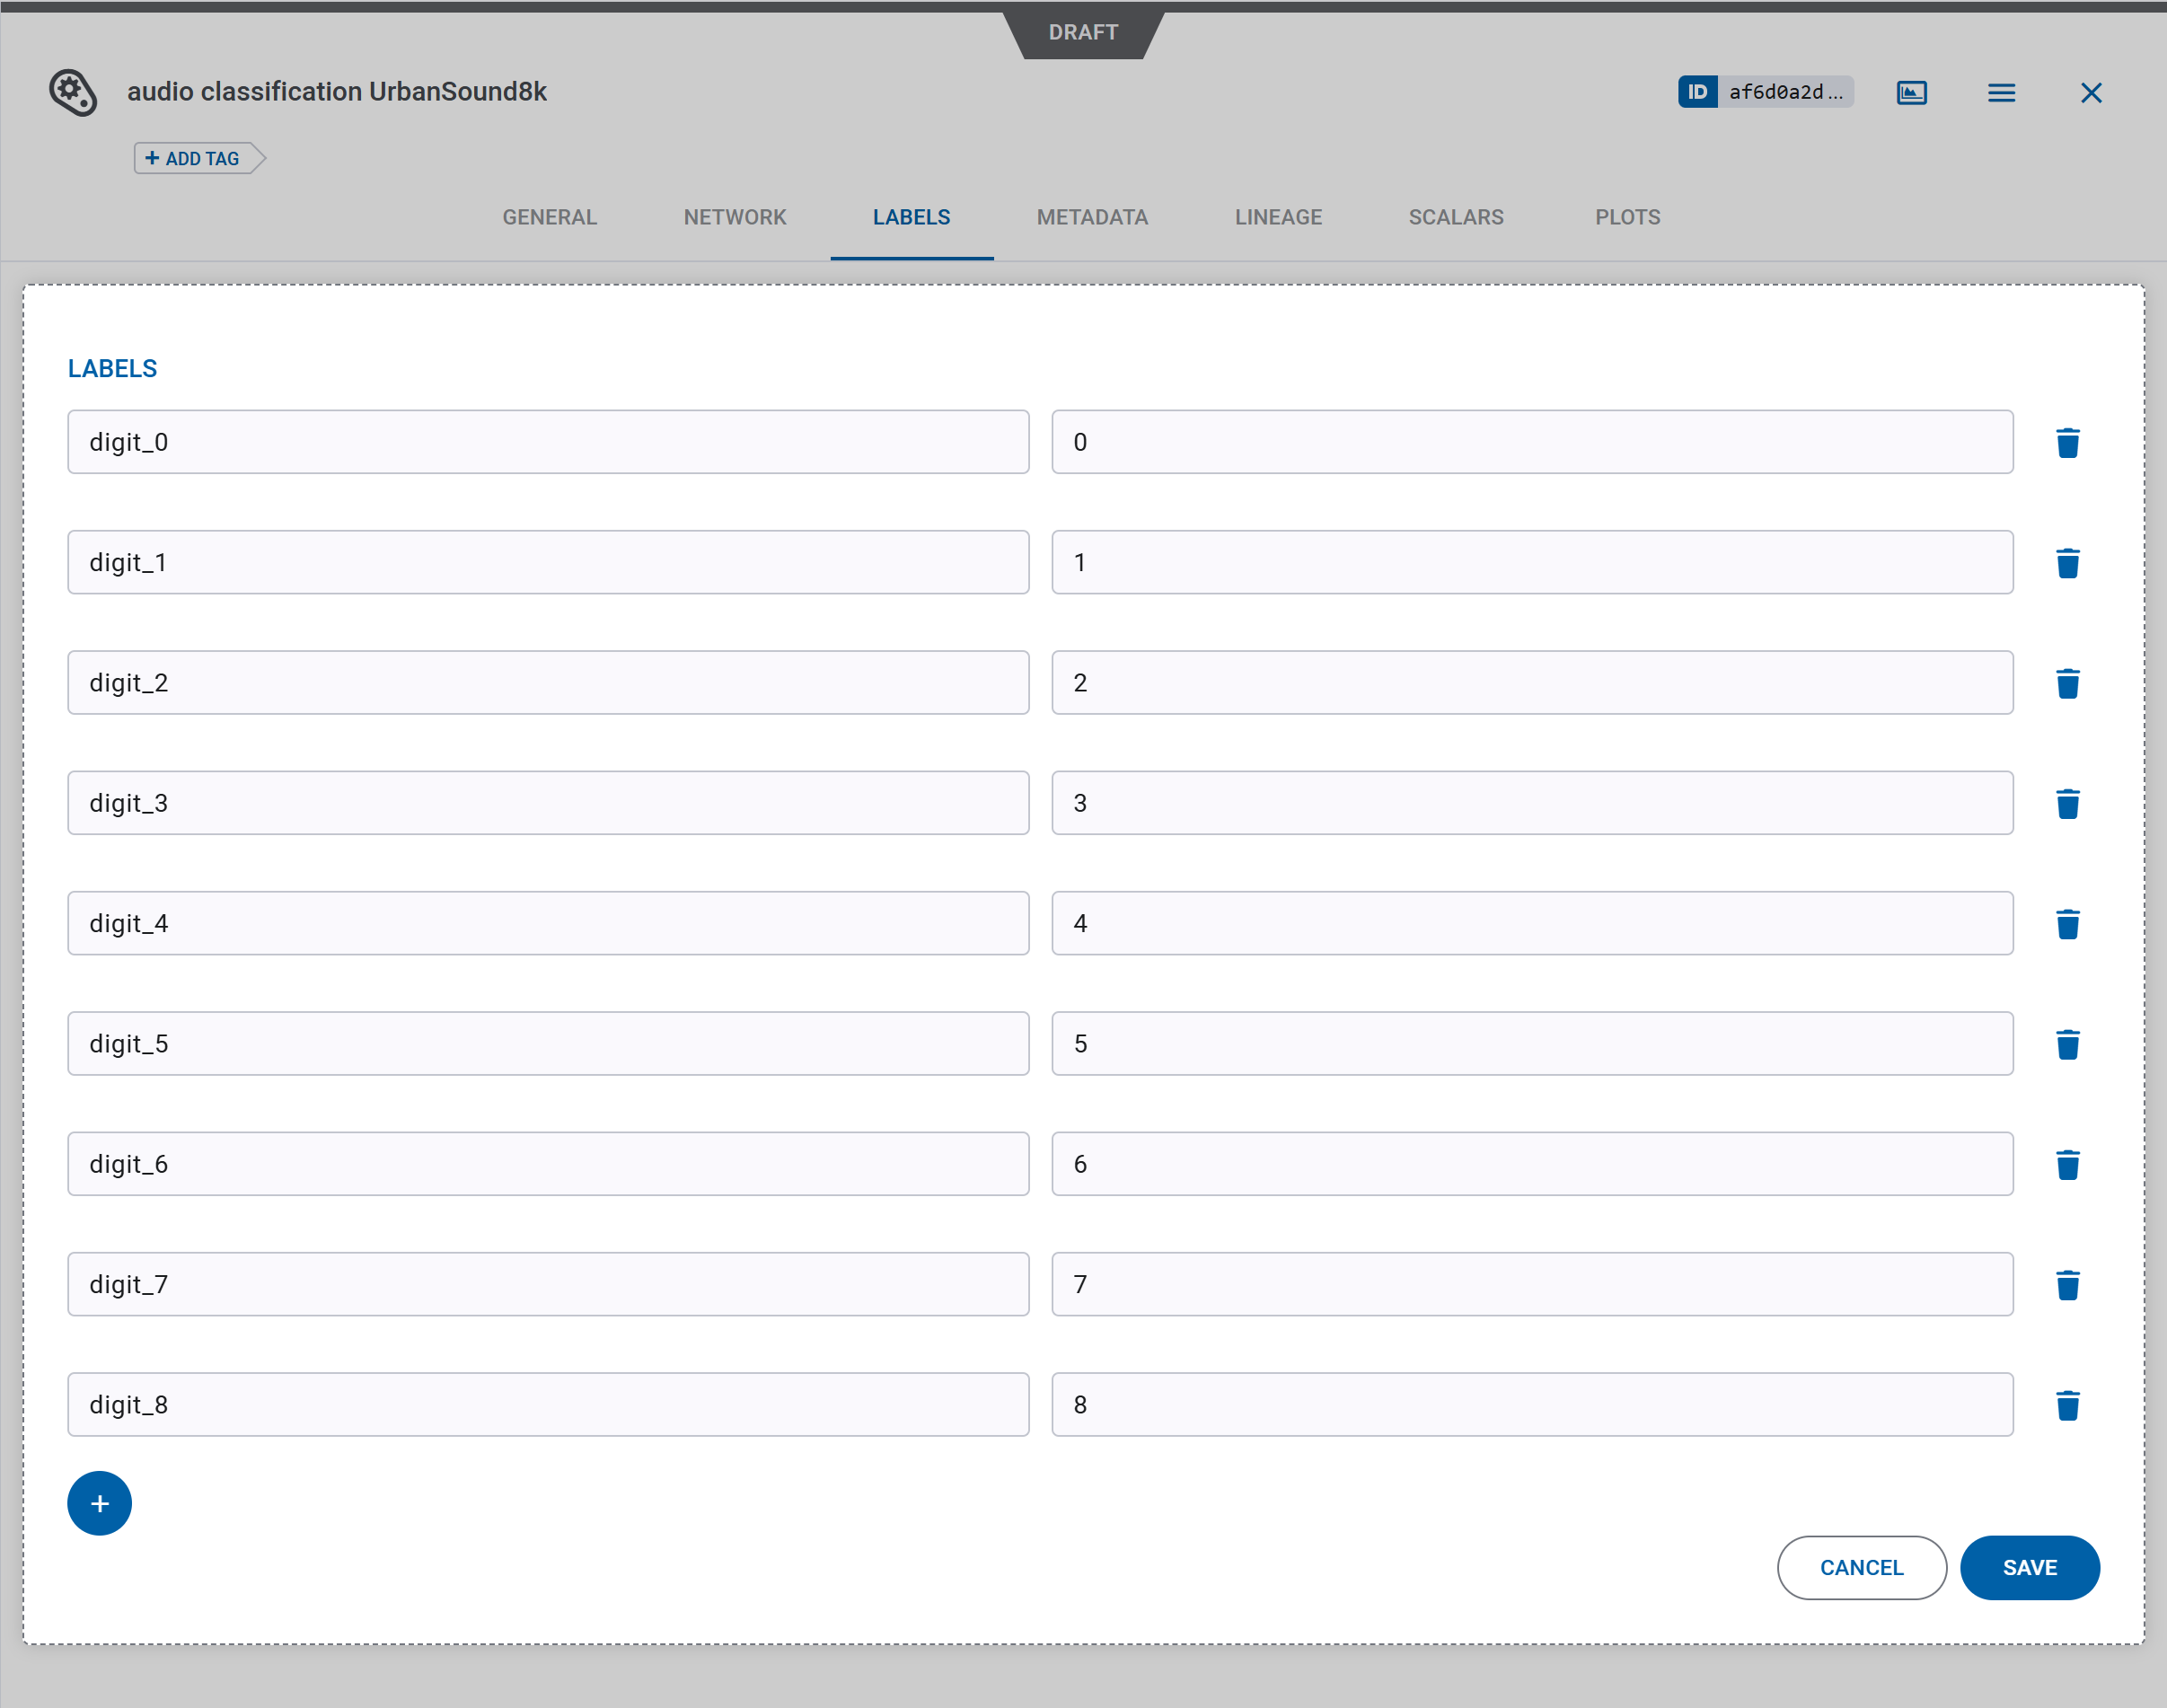 DRAFT
audio classification UrbanSound8k
ID af6d0a2d ...
+ ADD TAG
GENERAL NETWORK LABELS METADATA LINEAGE SCALARS PLOTS
LABELS
digit_0 0
digit_1 1
digit_2 2
digit_3 3
digit_4 4
digit_5 5
digit_6 6
digit_7 7
digit_8 8
+
CANCEL SAVE